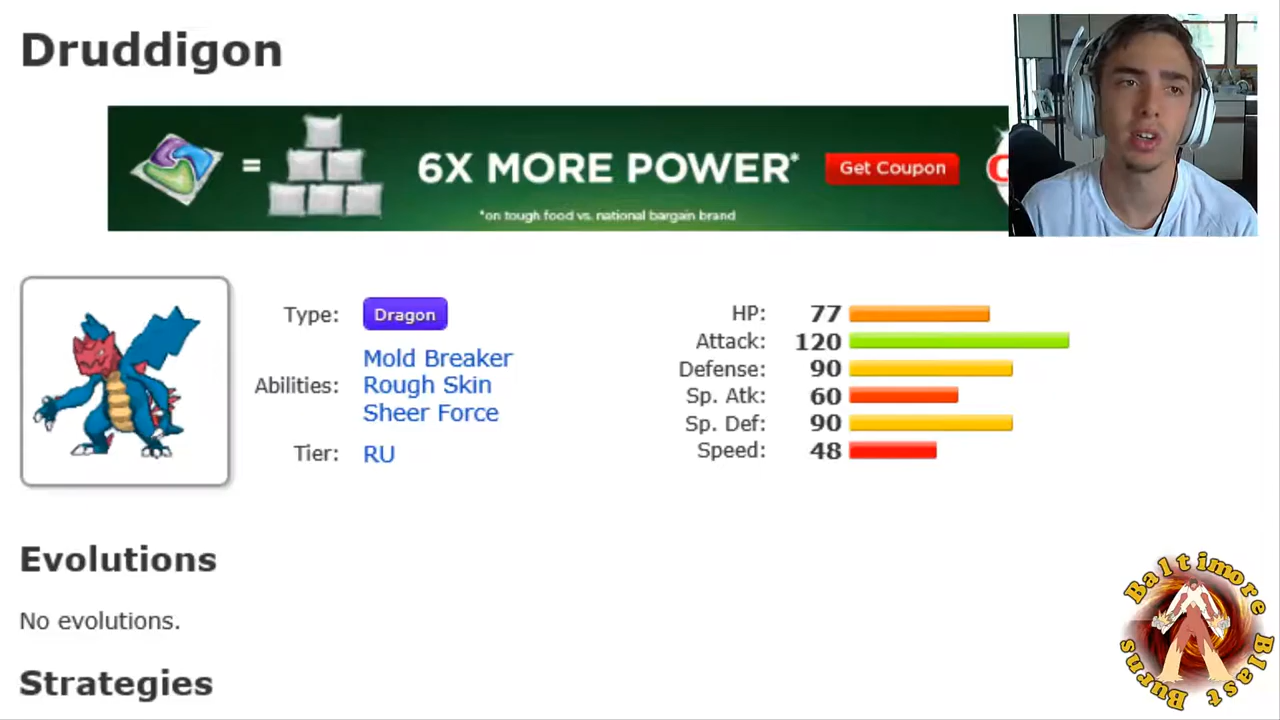 Druddigon
= 6X MORE POWER* Get Coupon
*on tough food vs. national bargain brand
Type: Dragon
Abilities: Mold Breaker
Rough Skin
Sheer Force
Tier: RU
HP: 77
Attack: 120
Defense: 90
Sp. Atk: 60
Sp. Def: 90
Speed: 48
Evolutions
No evolutions.
Strategies
Baltimore Blast Burns